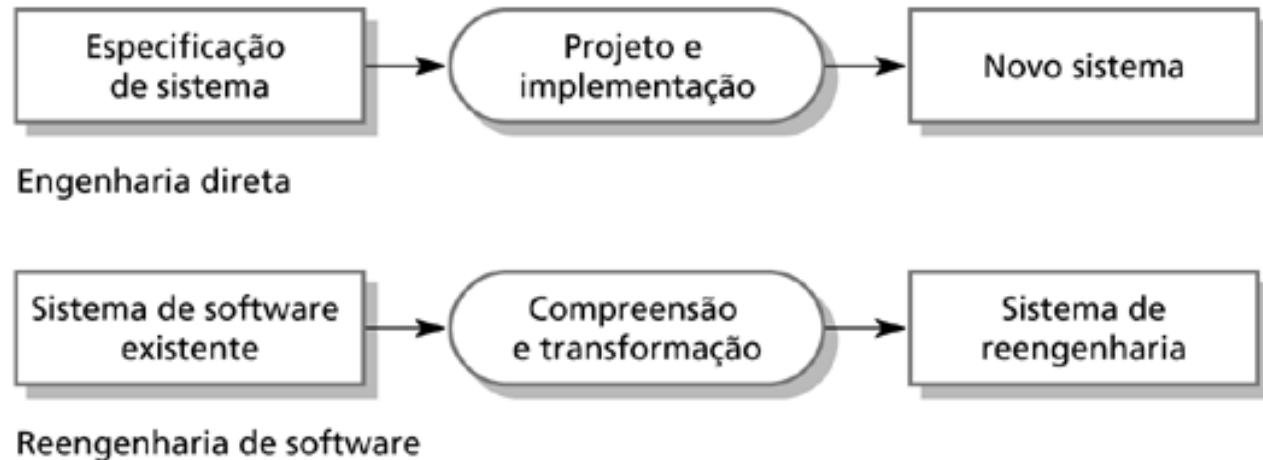 Especificação
de sistema
Projeto e
implementação
Novo sistema
Engenharia direta
Sistema de software
existente
Compreensão
e transformação
Sistema de
reengenharia
Reengenharia de software